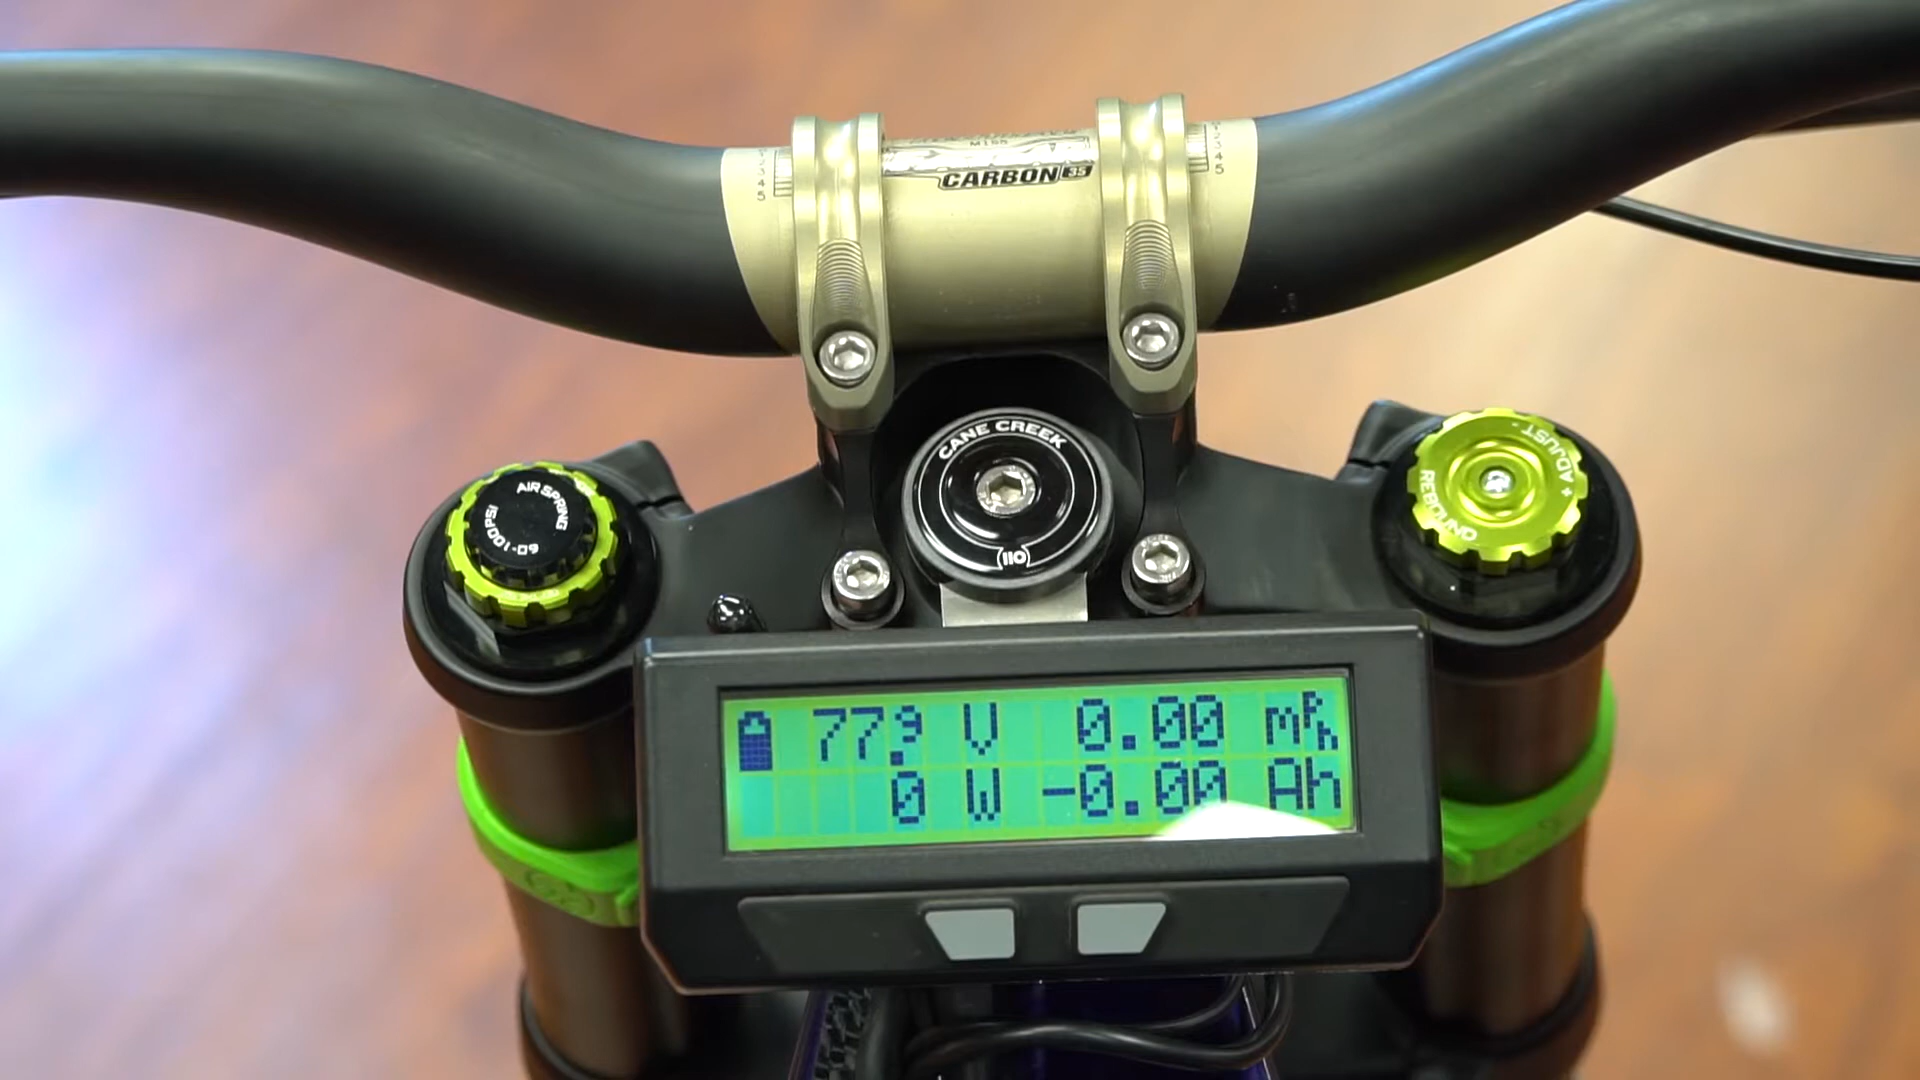 CARBON 35
CANE CREEK
110
AIR SPRING
60-100PSI
+ ADJUST -
REBOUND
77.9 V 0.00 mph
0 W -0.00 Ah